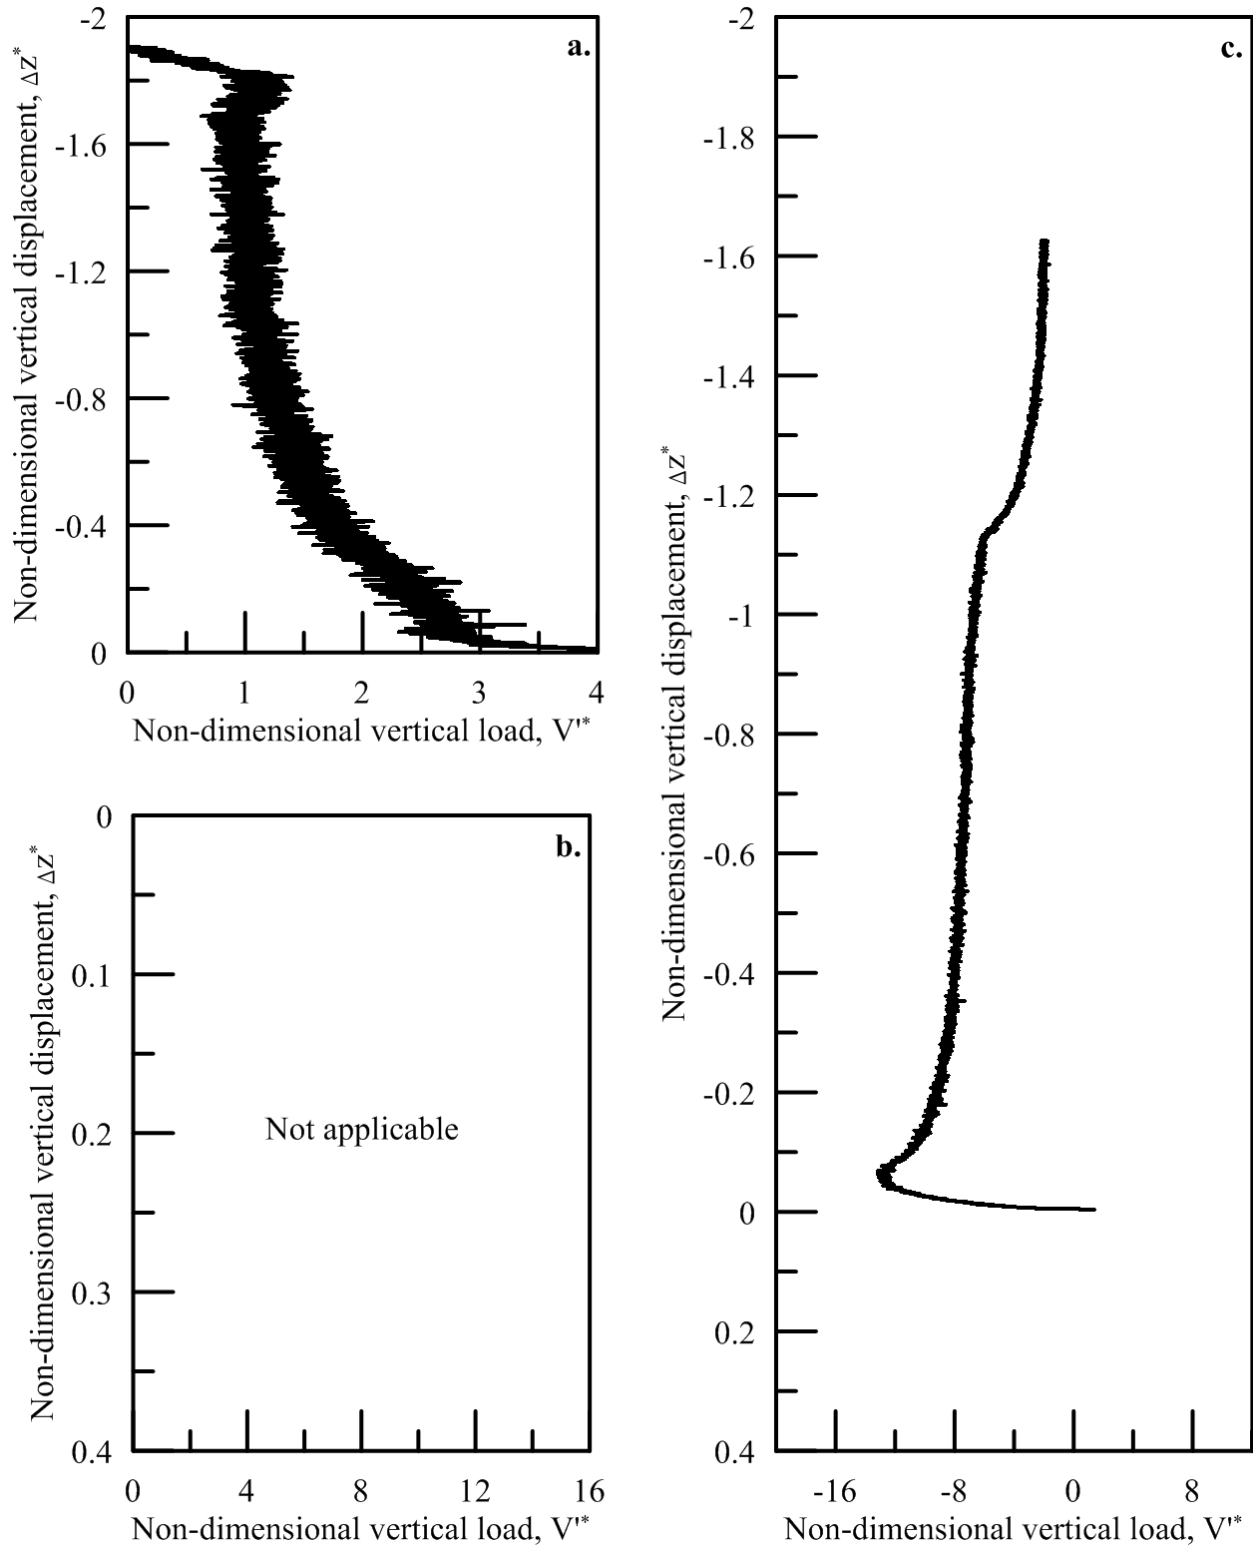 a.
Non-dimensional vertical displacement, Δz*
-2
-1.6
-1.2
-0.8
-0.4
0
0 1 2 3 4
Non-dimensional vertical load, V'*
b.
Non-dimensional vertical displacement, Δz*
0
0.1
0.2
0.3
0.4
Not applicable
0 4 8 12 16
Non-dimensional vertical load, V'*
c.
Non-dimensional vertical displacement, Δz*
-2
-1.8
-1.6
-1.4
-1.2
-1
-0.8
-0.6
-0.4
-0.2
0
0.2
0.4
-16 -8 0 8
Non-dimensional vertical load, V'*